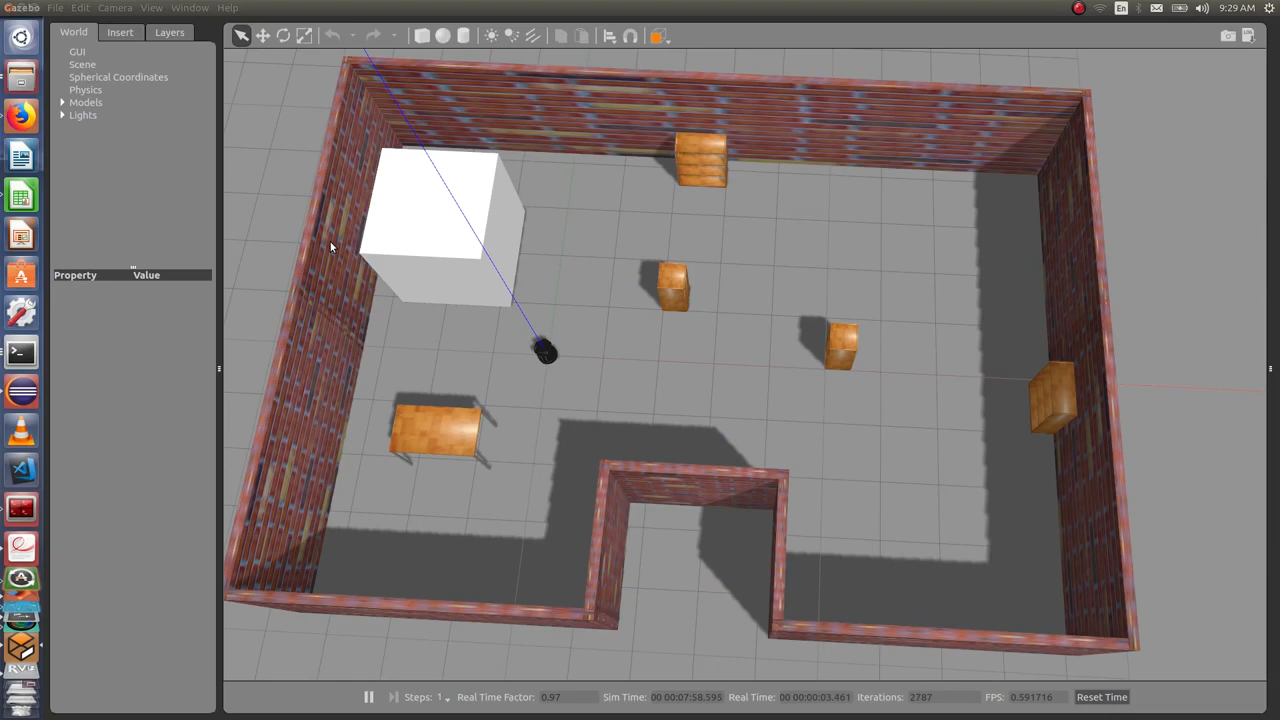 Gazebo File Edit Camera View Window Help En 9:29 AM
World Insert Layers
GUI
Scene
Spherical Coordinates
Physics
Models
Lights
Property Value
RViz
Steps: 1 Real Time Factor: 0.97 Sim Time: 00 00:07:58.595 Real Time: 00 00:00:03.461 Iterations: 2787 FPS: 0.591716 Reset Time